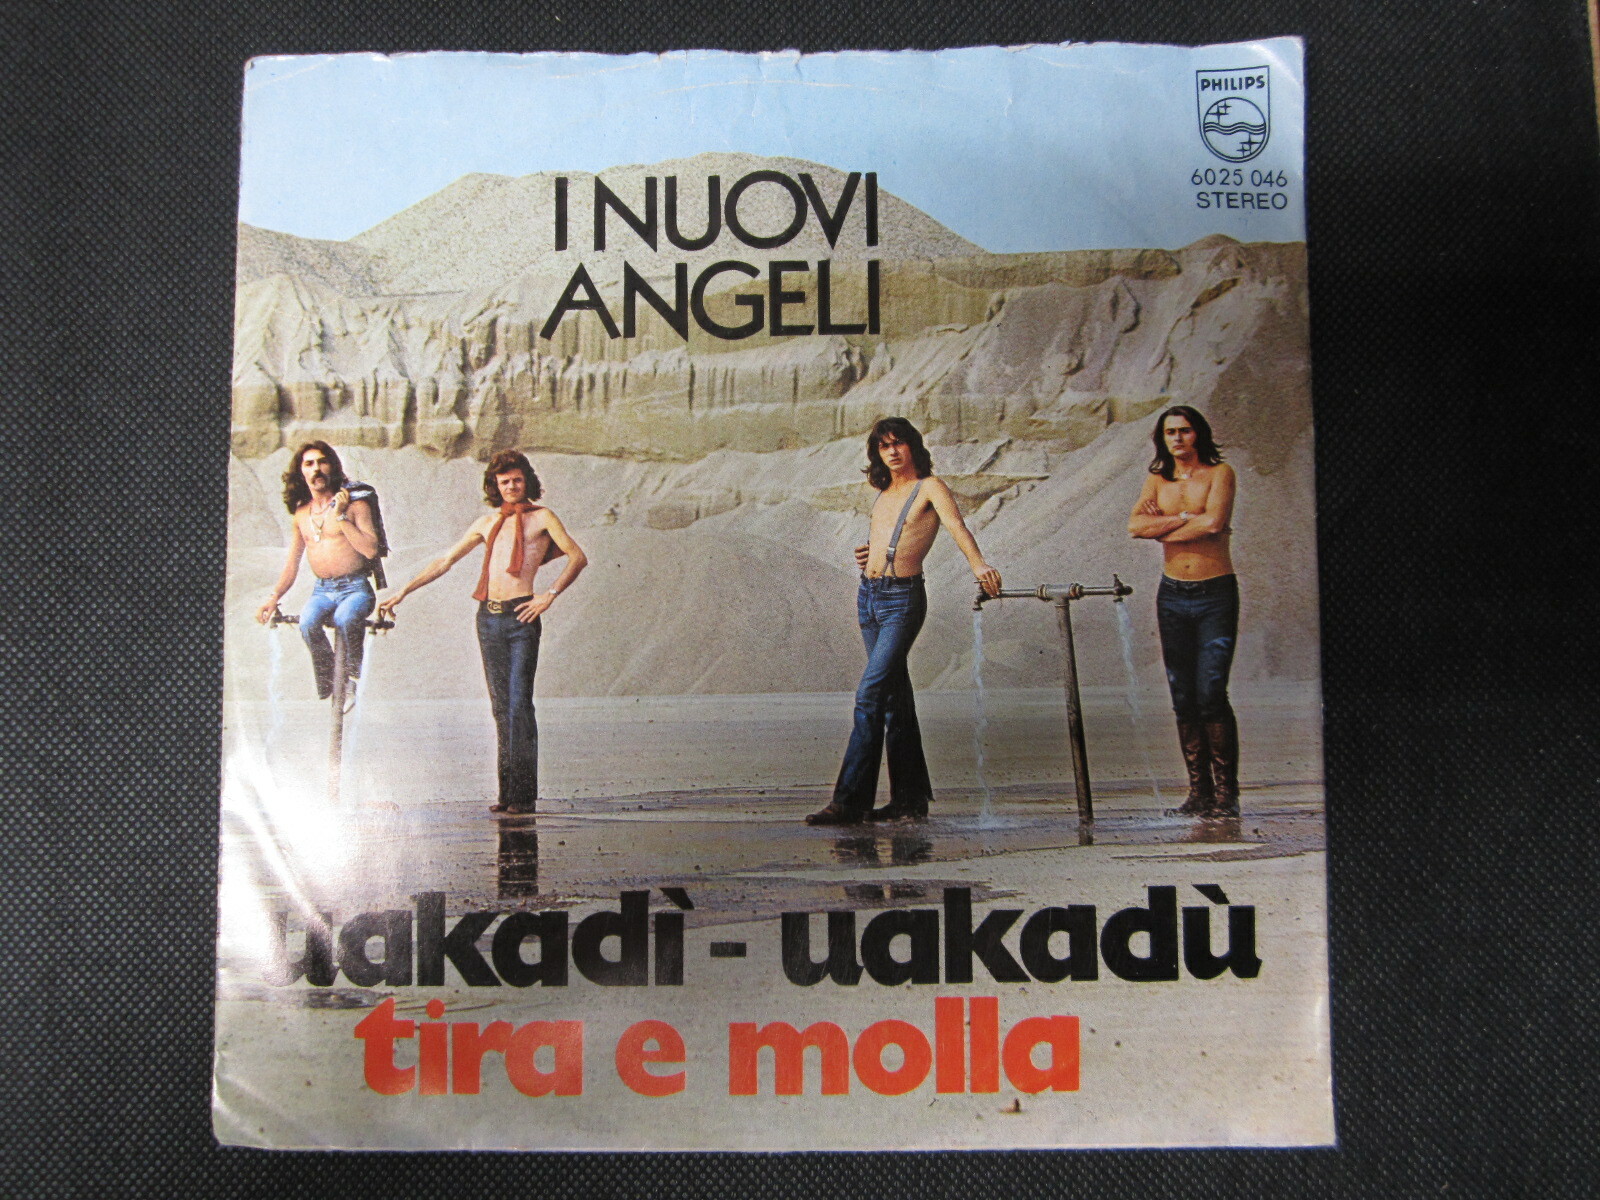 PHILIPS
6025 046
STEREO
I NUOVI
ANGELI
uakadì - uakadù
tira e molla